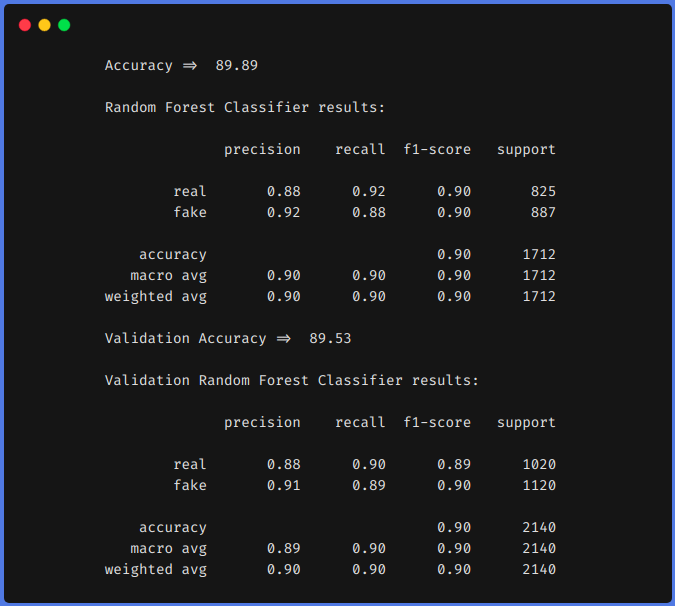 Accuracy => 89.89
Random Forest Classifier results:
precision recall f1-score support
real 0.88 0.92 0.90 825
fake 0.92 0.88 0.90 887
accuracy 0.90 1712
macro avg 0.90 0.90 0.90 1712
weighted avg 0.90 0.90 0.90 1712
Validation Accuracy => 89.53
Validation Random Forest Classifier results:
precision recall f1-score support
real 0.88 0.90 0.89 1020
fake 0.91 0.89 0.90 1120
accuracy 0.90 2140
macro avg 0.89 0.90 0.90 2140
weighted avg 0.90 0.90 0.90 2140